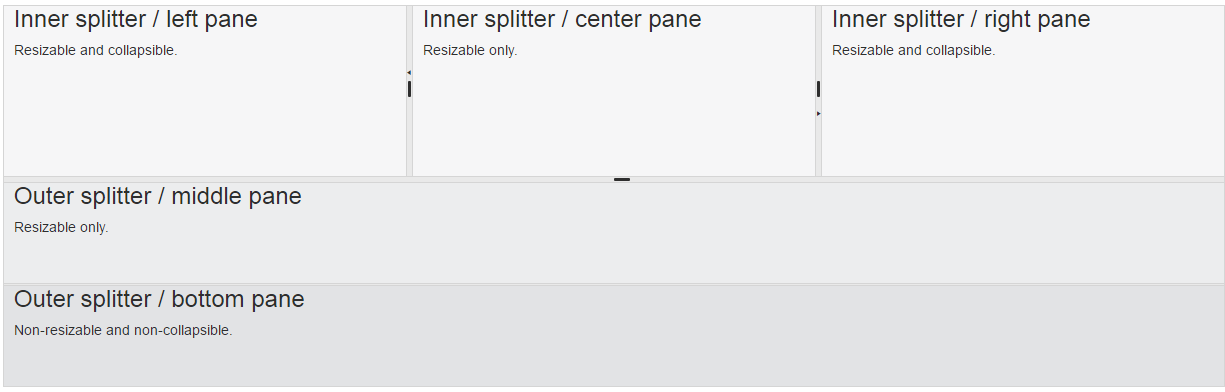 Inner splitter / left pane
Resizable and collapsible.
Inner splitter / center pane
Resizable only.
Inner splitter / right pane
Resizable and collapsible.
Outer splitter / middle pane
Resizable only.
Outer splitter / bottom pane
Non-resizable and non-collapsible.